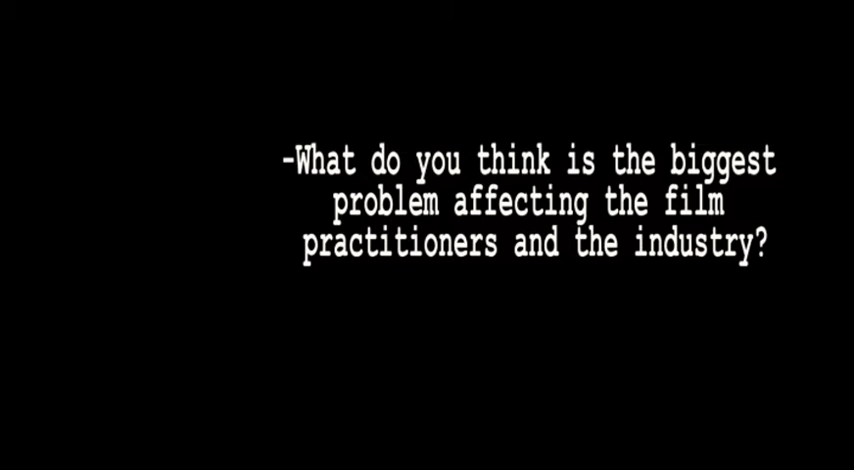 -What do you think is the biggest
problem affecting the film
practitioners and the industry?